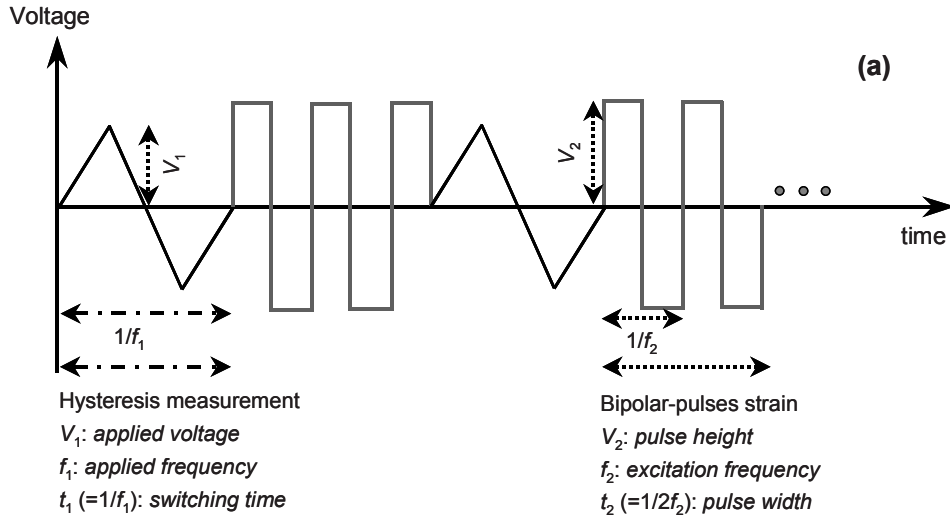 Voltage
(a)
V₁
V₂
time
1/f₁
1/f₂
Hysteresis measurement
V₁: applied voltage
f₁: applied frequency
t₁ (=1/f₁): switching time
Bipolar-pulses strain
V₂: pulse height
f₂: excitation frequency
t₂ (=1/2f₂): pulse width